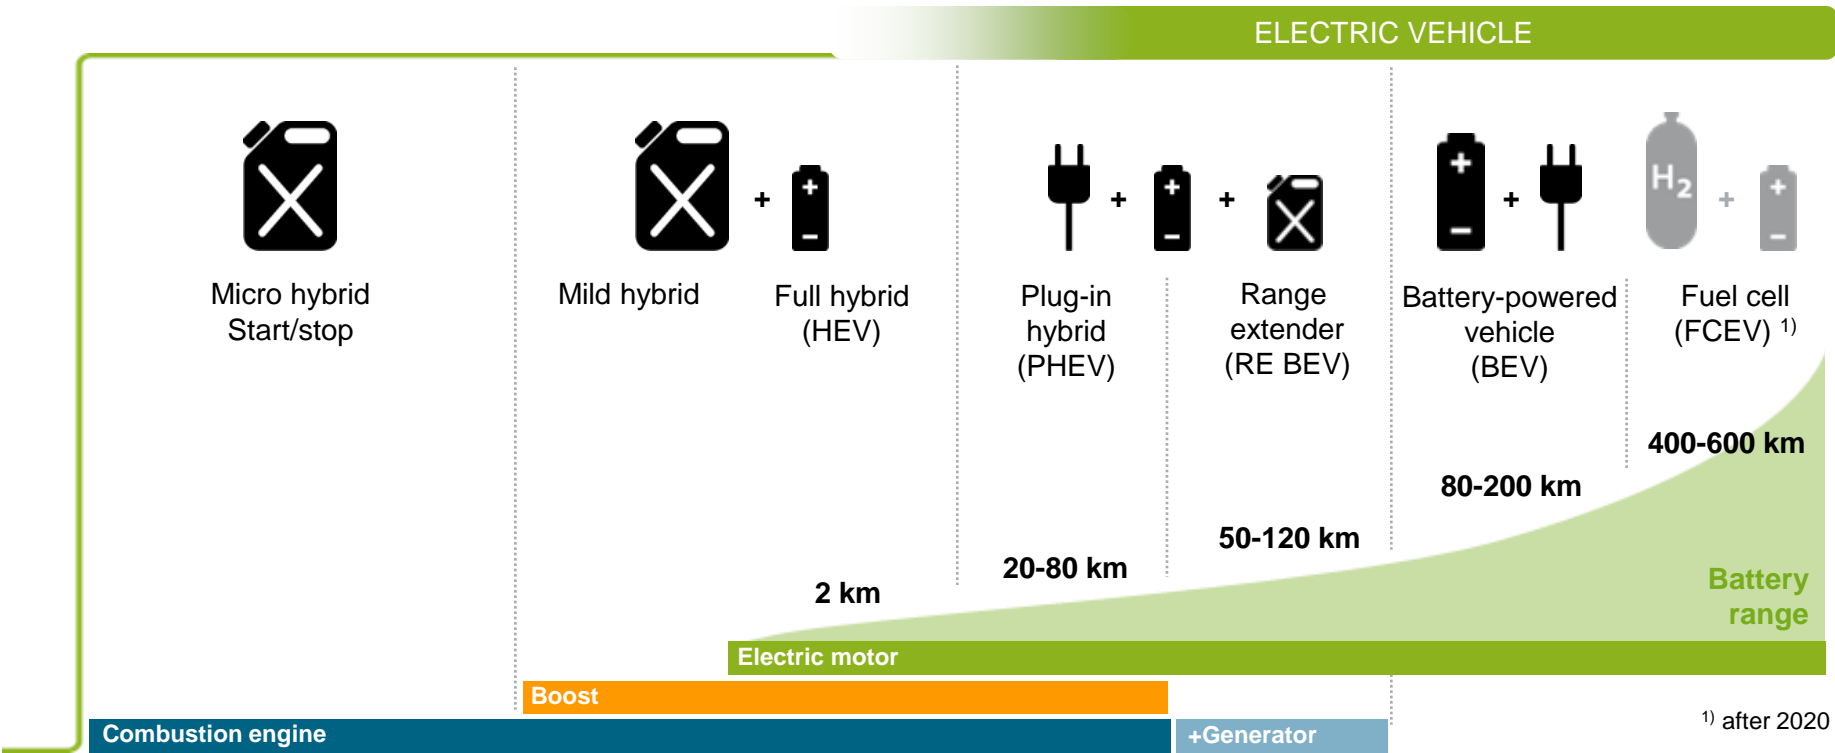 ELECTRIC VEHICLE
+
+
+
+
H2
+
Micro hybrid
Start/stop
Mild hybrid
Full hybrid
(HEV)
Plug-in
hybrid
(PHEV)
Range
extender
(RE BEV)
Battery-powered
vehicle
(BEV)
Fuel cell
(FCEV) 1)
2 km
20-80 km
50-120 km
80-200 km
400-600 km
Battery
range
Electric motor
Boost
Combustion engine
+Generator
1) after 2020